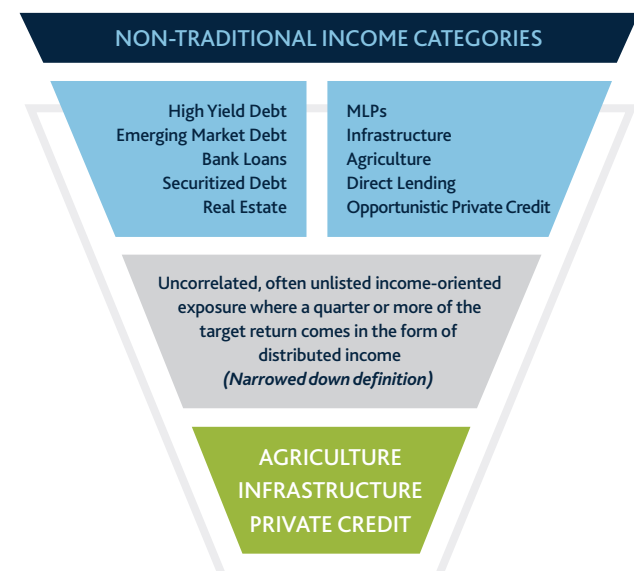 NON-TRADITIONAL INCOME CATEGORIES
High Yield Debt
Emerging Market Debt
Bank Loans
Securitized Debt
Real Estate
MLPs
Infrastructure
Agriculture
Direct Lending
Opportunistic Private Credit
Uncorrelated, often unlisted income-oriented
exposure where a quarter or more of the
target return comes in the form of
distributed income
(Narrowed down definition)
AGRICULTURE
INFRASTRUCTURE
PRIVATE CREDIT